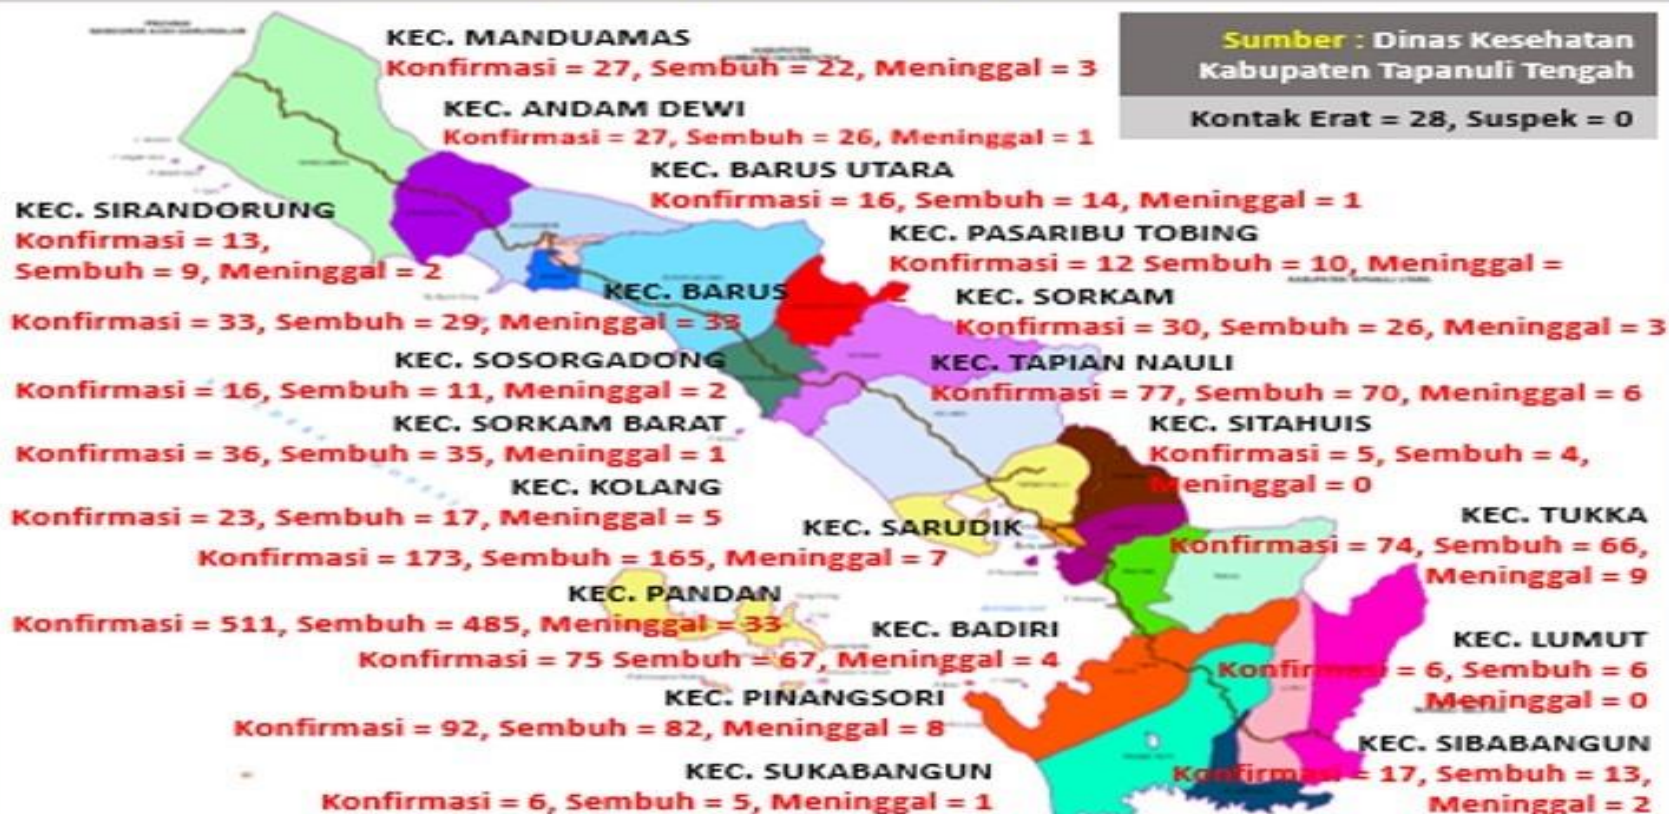 KEC. MANDUAMAS
Konfirmasi = 27, Sembuh = 22, Meninggal = 3
Sumber : Dinas Kesehatan
Kabupaten Tapanuli Tengah
Kontak Erat = 28, Suspek = 0
KEC. ANDAM DEWI
Konfirmasi = 27, Sembuh = 26, Meninggal = 1
KEC. BARUS UTARA
Konfirmasi = 16, Sembuh = 14, Meninggal = 1
KEC. SIRANDORUNG
Konfirmasi = 13,
Sembuh = 9, Meninggal = 2
KEC. PASARIBU TOBING
Konfirmasi = 12 Sembuh = 10, Meninggal =
2
KEC. BARUS
Konfirmasi = 33, Sembuh = 29, Meninggal = 33
KEC. SORKAM
Konfirmasi = 30, Sembuh = 26, Meninggal = 3
KEC. SOSORGADONG
Konfirmasi = 16, Sembuh = 11, Meninggal = 2
KEC. TAPIAN NAULI
Konfirmasi = 77, Sembuh = 70, Meninggal = 6
KEC. SORKAM BARAT
Konfirmasi = 36, Sembuh = 35, Meninggal = 1
KEC. SITAHUIS
Konfirmasi = 5, Sembuh = 4,
Meninggal = 0
KEC. KOLANG
Konfirmasi = 23, Sembuh = 17, Meninggal = 5
KEC. SARUDIK
Konfirmasi = 173, Sembuh = 165, Meninggal = 7
KEC. TUKKA
Konfirmasi = 74, Sembuh = 66,
Meninggal = 9
KEC. PANDAN
Konfirmasi = 511, Sembuh = 485, Meninggal = 33
KEC. BADIRI
Konfirmasi = 75 Sembuh = 67, Meninggal = 4
KEC. LUMUT
Konfirmasi = 6, Sembuh = 6
Meninggal = 0
KEC. PINANGSORI
Konfirmasi = 92, Sembuh = 82, Meninggal = 8
KEC. SIBABANGUN
Konfirmasi = 17, Sembuh = 13,
Meninggal = 2
KEC. SUKABANGUN
Konfirmasi = 6, Sembuh = 5, Meninggal = 1